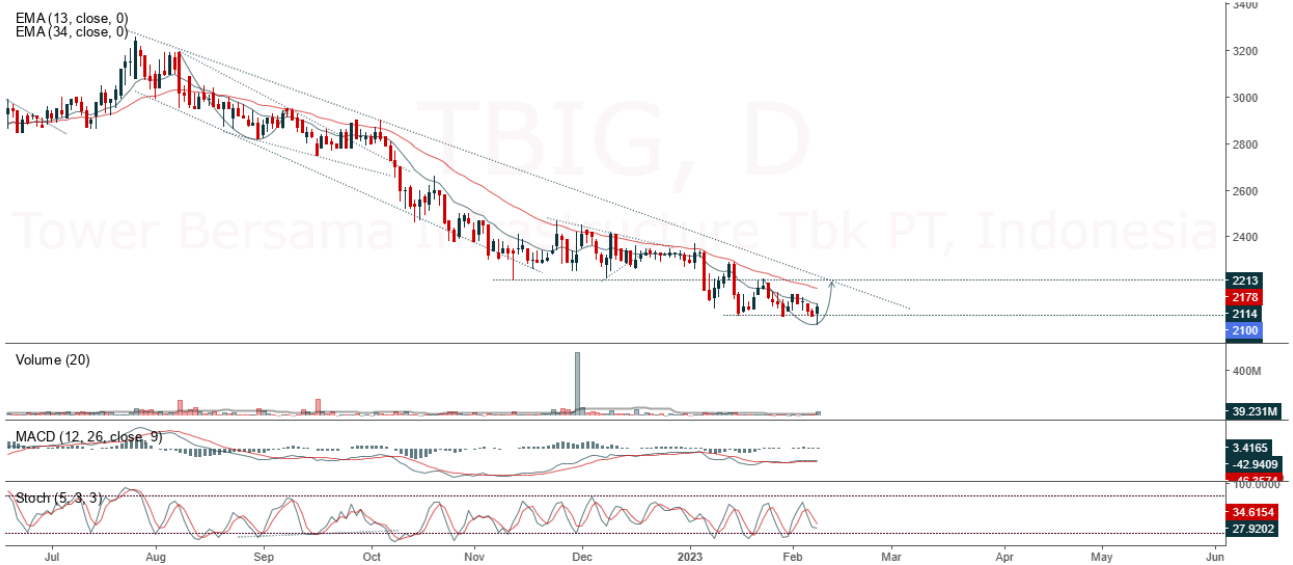 EMA (13, close, 0)
EMA (34, close, 0)
TBIG, D
Tower Bersama Infrastructure Tbk PT, Indonesia
3400
3200
3000
2800
2600
2400
2213
2178
2114
2100
Volume (20)
400M
39.231M
MACD (12, 26, close, 9)
3.4165
-42.9409
-46.3574
100.0000
Stoch (5, 3, 3)
34.6154
27.9202
Jul Aug Sep Oct Nov Dec 2023 Feb Mar Apr May Jun